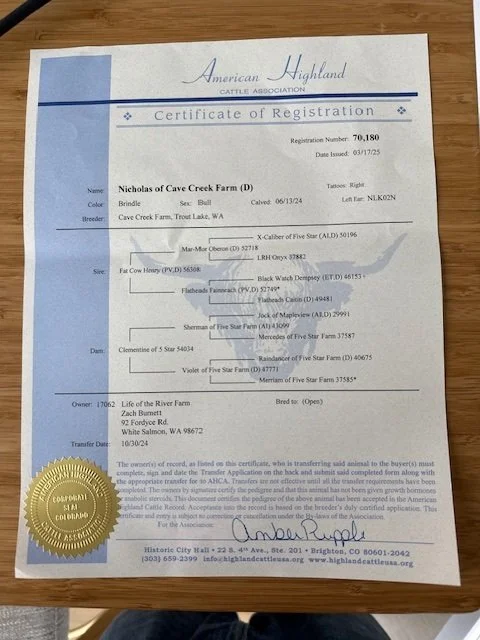 American Highland
CATTLE ASSOCIATION
Certificate of Registration
Registration Number: 70,180
Date Issued: 03/17/25
Name: Nicholas of Cave Creek Farm (D) Tattoos: Right
Color Brindle Sex: Bull Calved: 06/13/24 Left Ear: NLK02N
Breeder: Cave Creek Farm, Trout Lake, WA
X-Caliber of Five Star (AI,D) 50196
Mar-Mor Oberon (D) 52718
LRH Onyx 37882
Sire: Fat Cow Henry (PV,D) 56308
Black Watch Dempsey (ET,D) 46153
Flatheads Fainneach (PV,D) 52749*
Flatheads Caitin (D) 49481
Jock of Mapleview (AI,D) 29991
Sherman of Five Star Farm (AI) 43099
Mercedes of Five Star Farm 37587
Dam: Clementine of 5 Star 54034
Raindancer of Five Star Farm (D) 40675
Violet of Five Star Farm (D) 47771
Merriam of Five Star Farm 37585*
Owner: 17062 Life of the River Farm Bred to: (Open)
Zach Burnett
92 Fordyce Rd.
White Salmon, WA 98672
Transfer Date: 10/30/24
The owner(s) of record, as listed on this certificate, who is transferring said animal to the buyer(s) must
complete, sign and date the Transfer Application on the back and submit said completed form along with
the appropriate transfer fee to AHCA. Transfers are not effective until all the transfer requirements have been
completed. The owners by signature certify the pedigree and that this animal has not been given growth hormones
or anabolic steroids. This document certifies the pedigree of the above animal has been accepted in the American
Highland Cattle Record. Acceptance into the record is based on the breeder's duly certified application. This
certificate and entry is subject to correction or cancellation under the By-laws of the Association.
For the Association: Amber Rupple
AMERICAN HIGHLAND
CORPORATE
SEAL
COLORADO
CATTLE ASSOCIATION
Historic City Hall • 22 S. 4th Ave., Ste. 201 • Brighton, CO 80601-2042
(303) 659-2399 info@highlandcattleusa.org www.highlandcattleusa.org